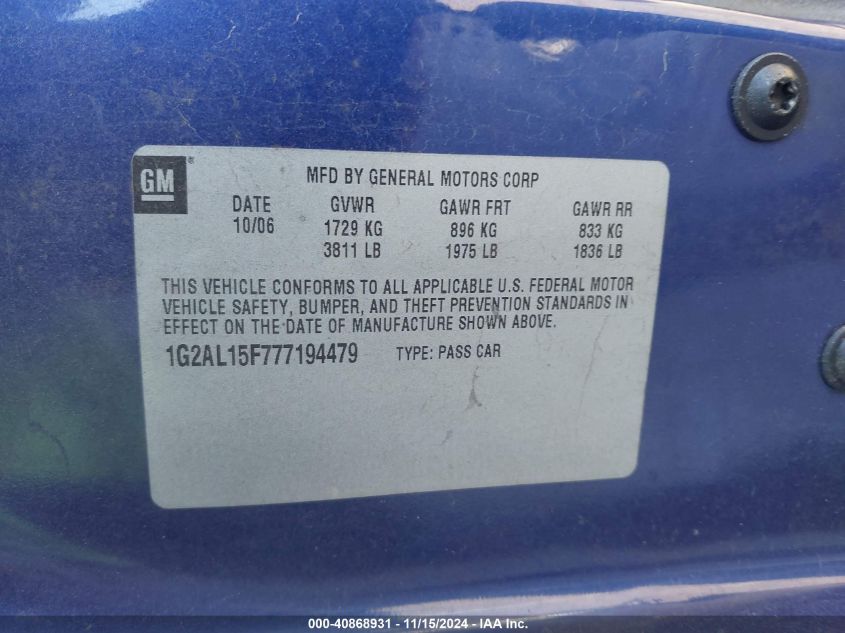 GM ®
MFD BY GENERAL MOTORS CORP
DATE GVWR GAWR FRT GAWR RR
10/06 1729 KG 896 KG 833 KG
3811 LB 1975 LB 1836 LB
THIS VEHICLE CONFORMS TO ALL APPLICABLE U.S. FEDERAL MOTOR
VEHICLE SAFETY, BUMPER, AND THEFT PREVENTION STANDARDS IN
EFFECT ON THE DATE OF MANUFACTURE SHOWN ABOVE.
1G2AL15F777194479 TYPE: PASS CAR
000-40868931 - 11/15/2024 - IAA Inc.